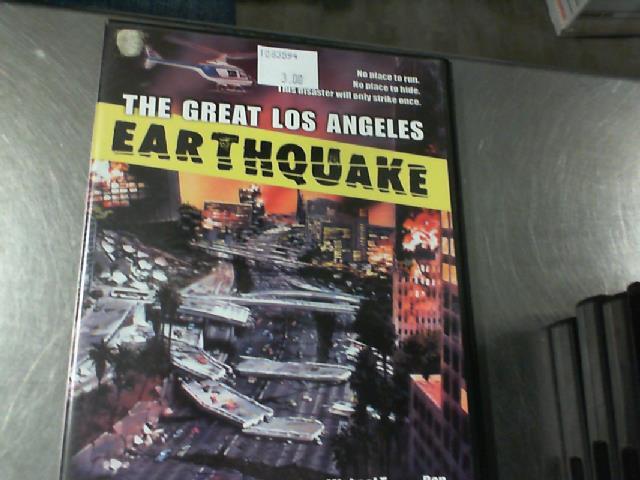 3.00
No place to run.
No place to hide.
This disaster will only strike once.
THE GREAT LOS ANGELES
EARTHQUAKE